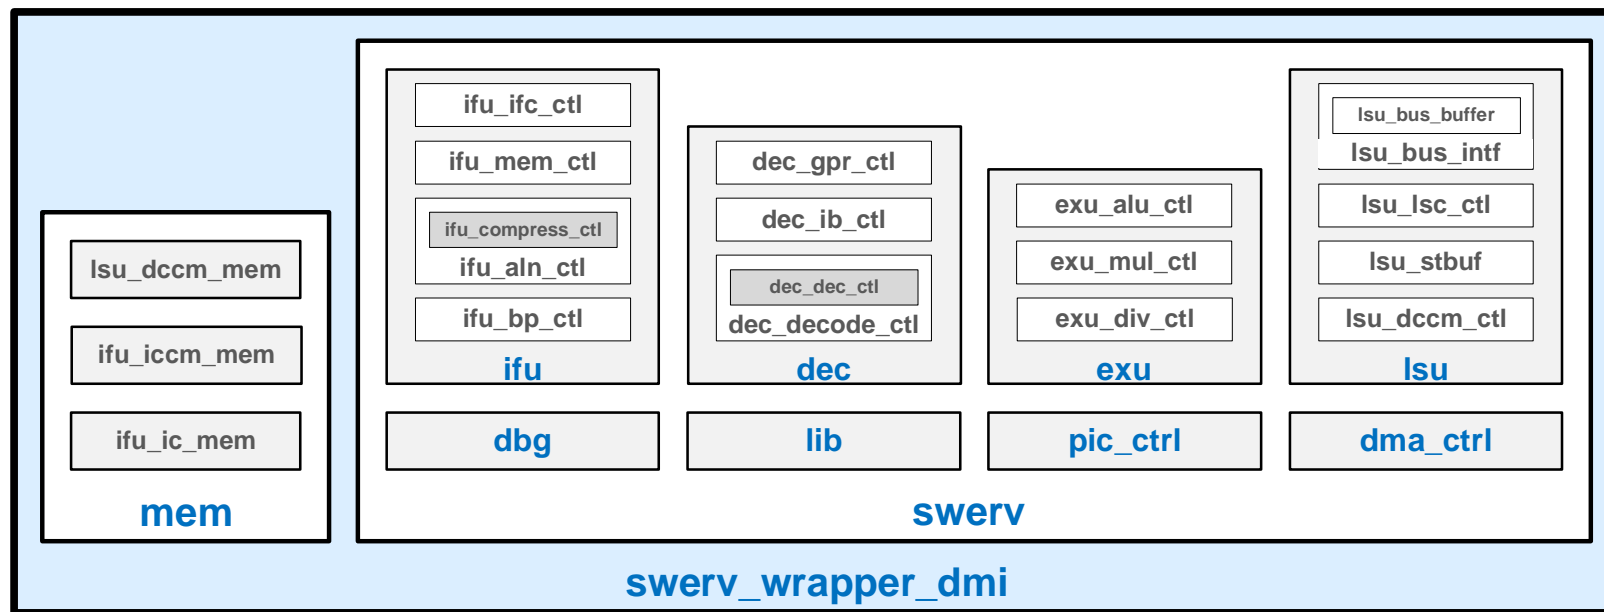 lsu_dccm_mem
ifu_iccm_mem
ifu_ic_mem
mem
ifu_ifc_ctl
ifu_mem_ctl
ifu_compress_ctl
ifu_aln_ctl
ifu_bp_ctl
ifu
dec_gpr_ctl
dec_ib_ctl
dec_dec_ctl
dec_decode_ctl
dec
exu_alu_ctl
exu_mul_ctl
exu_div_ctl
exu
lsu_bus_buffer
lsu_bus_intf
lsu_lsc_ctl
lsu_stbuf
lsu_dccm_ctl
lsu
dbg
lib
pic_ctrl
dma_ctrl
swerv
swerv_wrapper_dmi